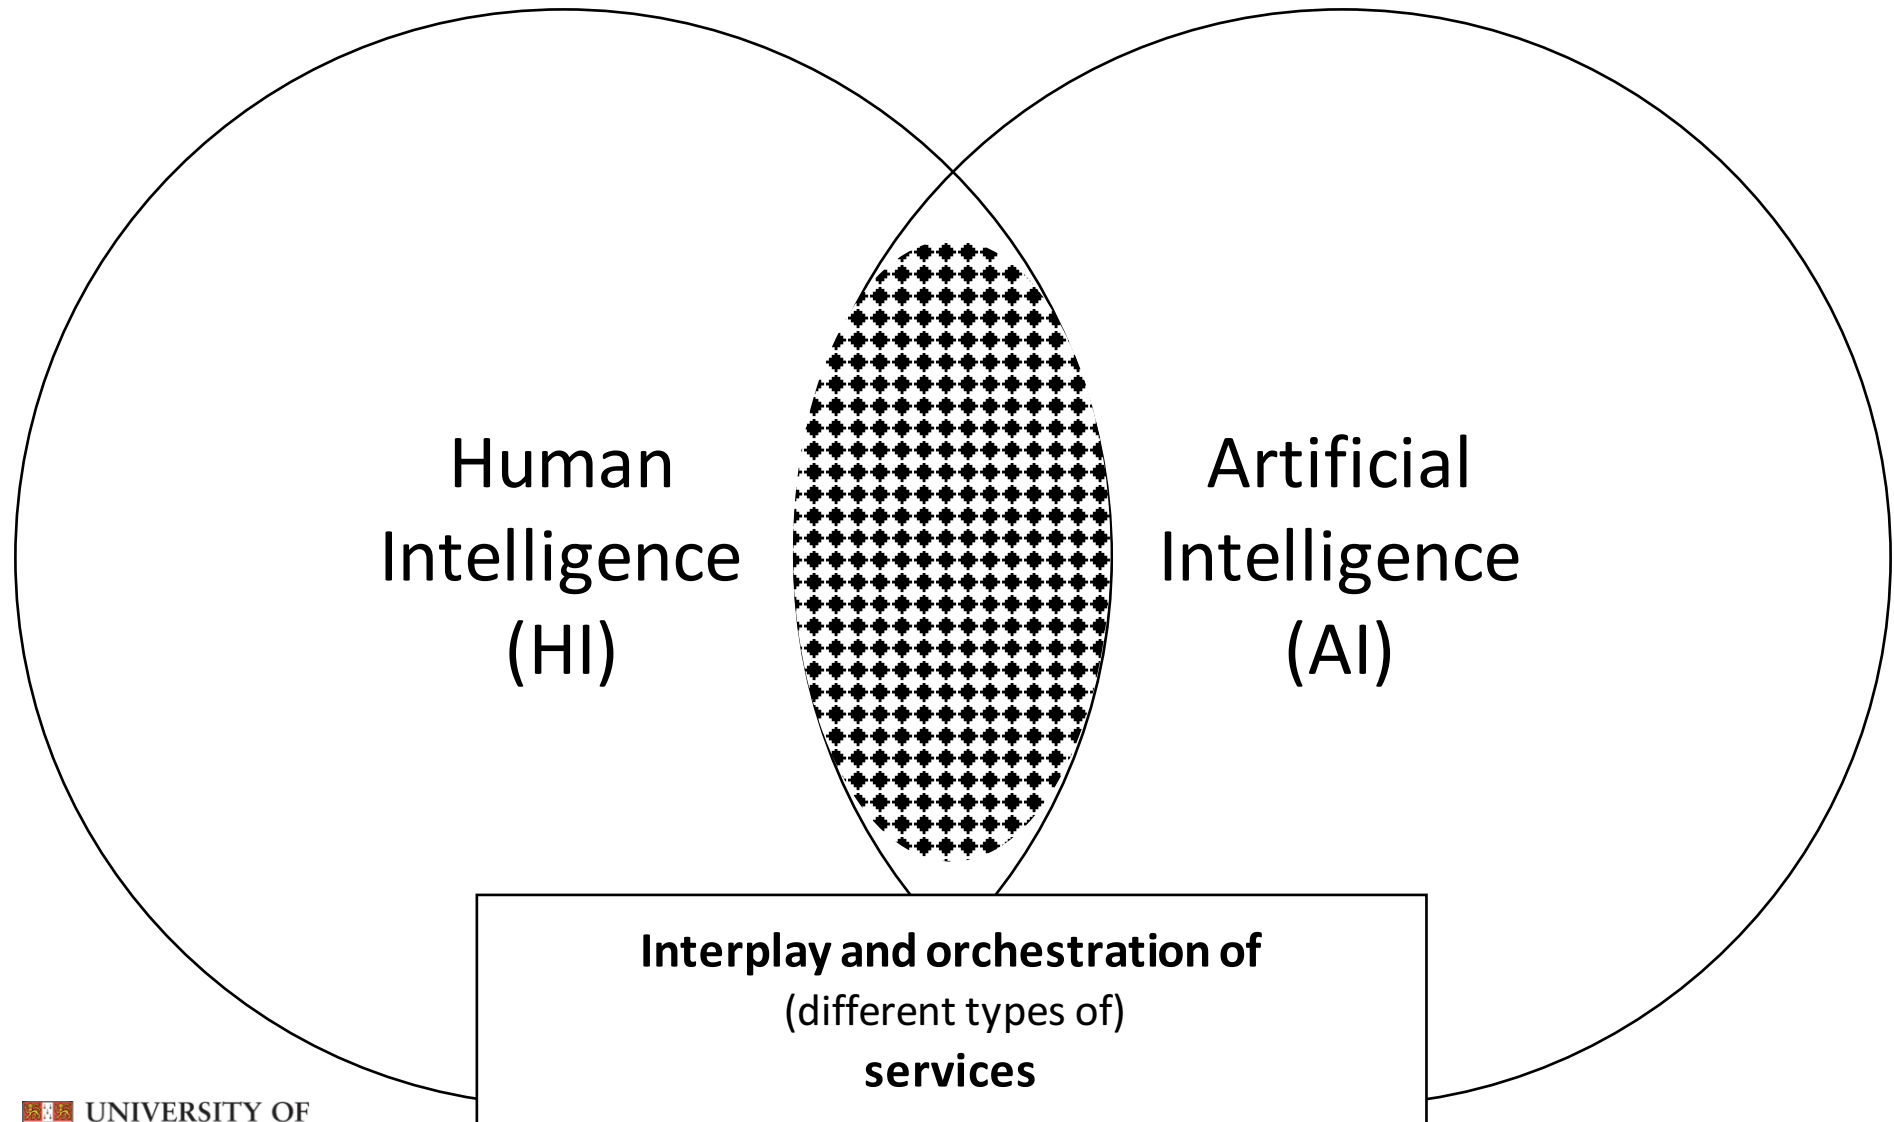 Human
Intelligence
(HI)
Artificial
Intelligence
(AI)
Interplay and orchestration of
(different types of)
services
UNIVERSITY OF